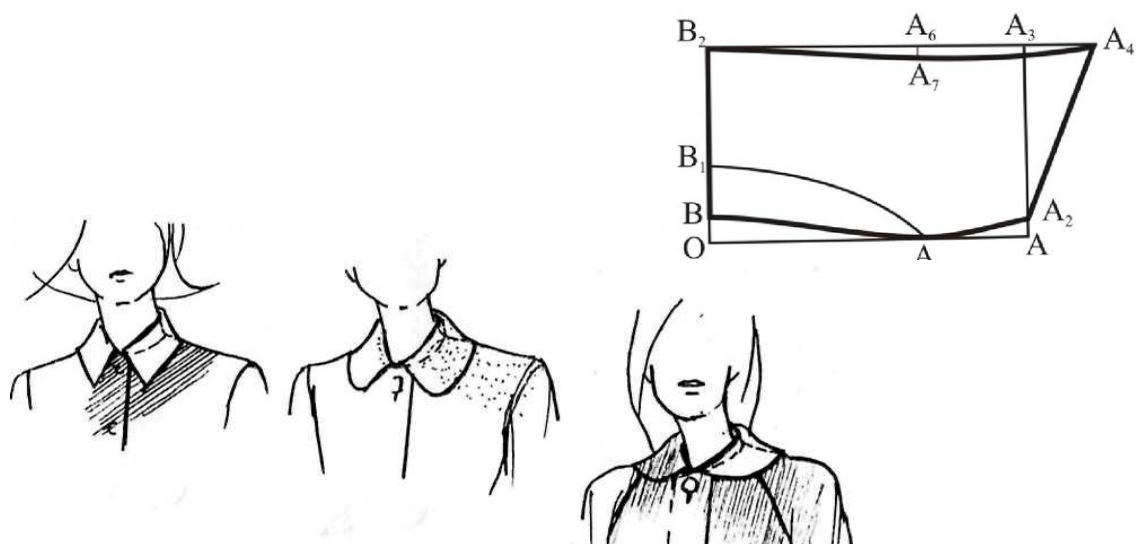 B₂ A₆ A₃ A₄
A₇
B₁
B A₂
O A A